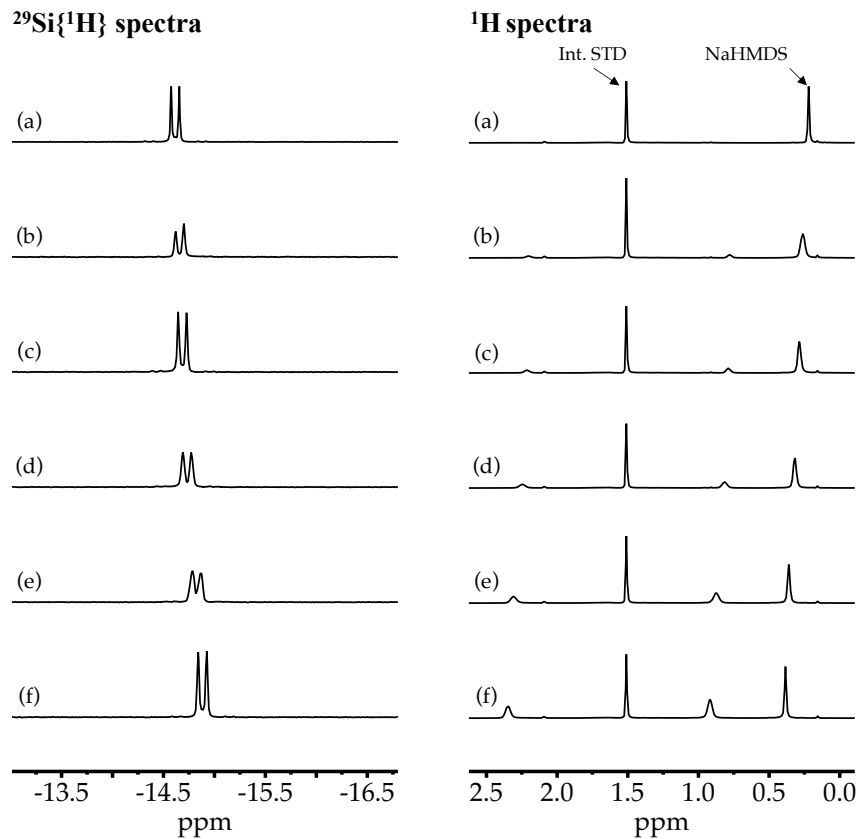 ²⁹Si{¹H} spectra
(a)
(b)
(c)
(d)
(e)
(f)
-13.5 -14.5 -15.5 -16.5
ppm
¹H spectra
Int. STD NaHMDS
(a)
(b)
(c)
(d)
(e)
(f)
2.5 2.0 1.5 1.0 0.5 0.0
ppm